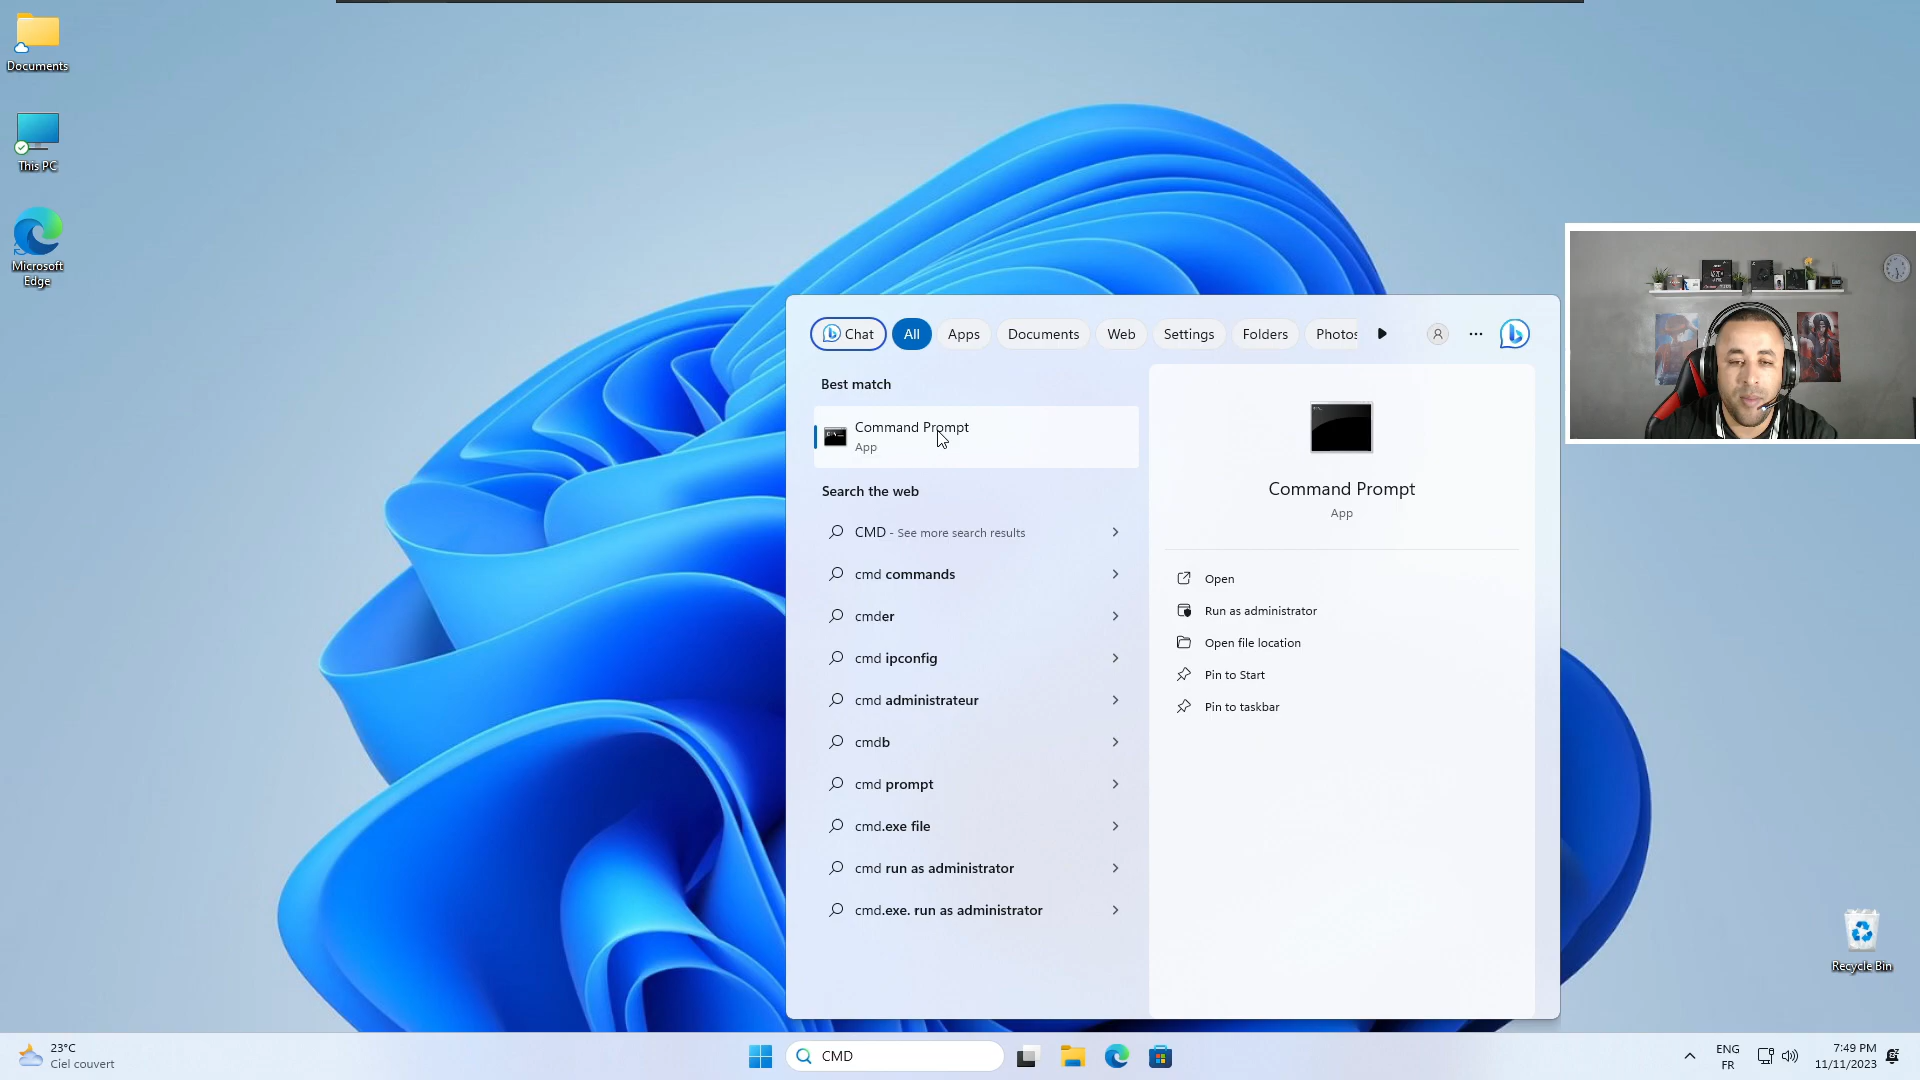 Documents
This PC
Microsoft
Edge
Chat
All
Apps
Documents
Web
Settings
Folders
Photos
Best match
Command Prompt
App
Search the web
CMD - See more search results
cmd commands
cmder
cmd ipconfig
cmd administrateur
cmdb
cmd prompt
cmd.exe file
cmd run as administrator
cmd.exe. run as administrator
Command Prompt
App
Open
Run as administrator
Open file location
Pin to Start
Pin to taskbar
Recycle Bin
23°C
Ciel couvert
CMD
ENG
FR
7:49 PM
11/11/2023